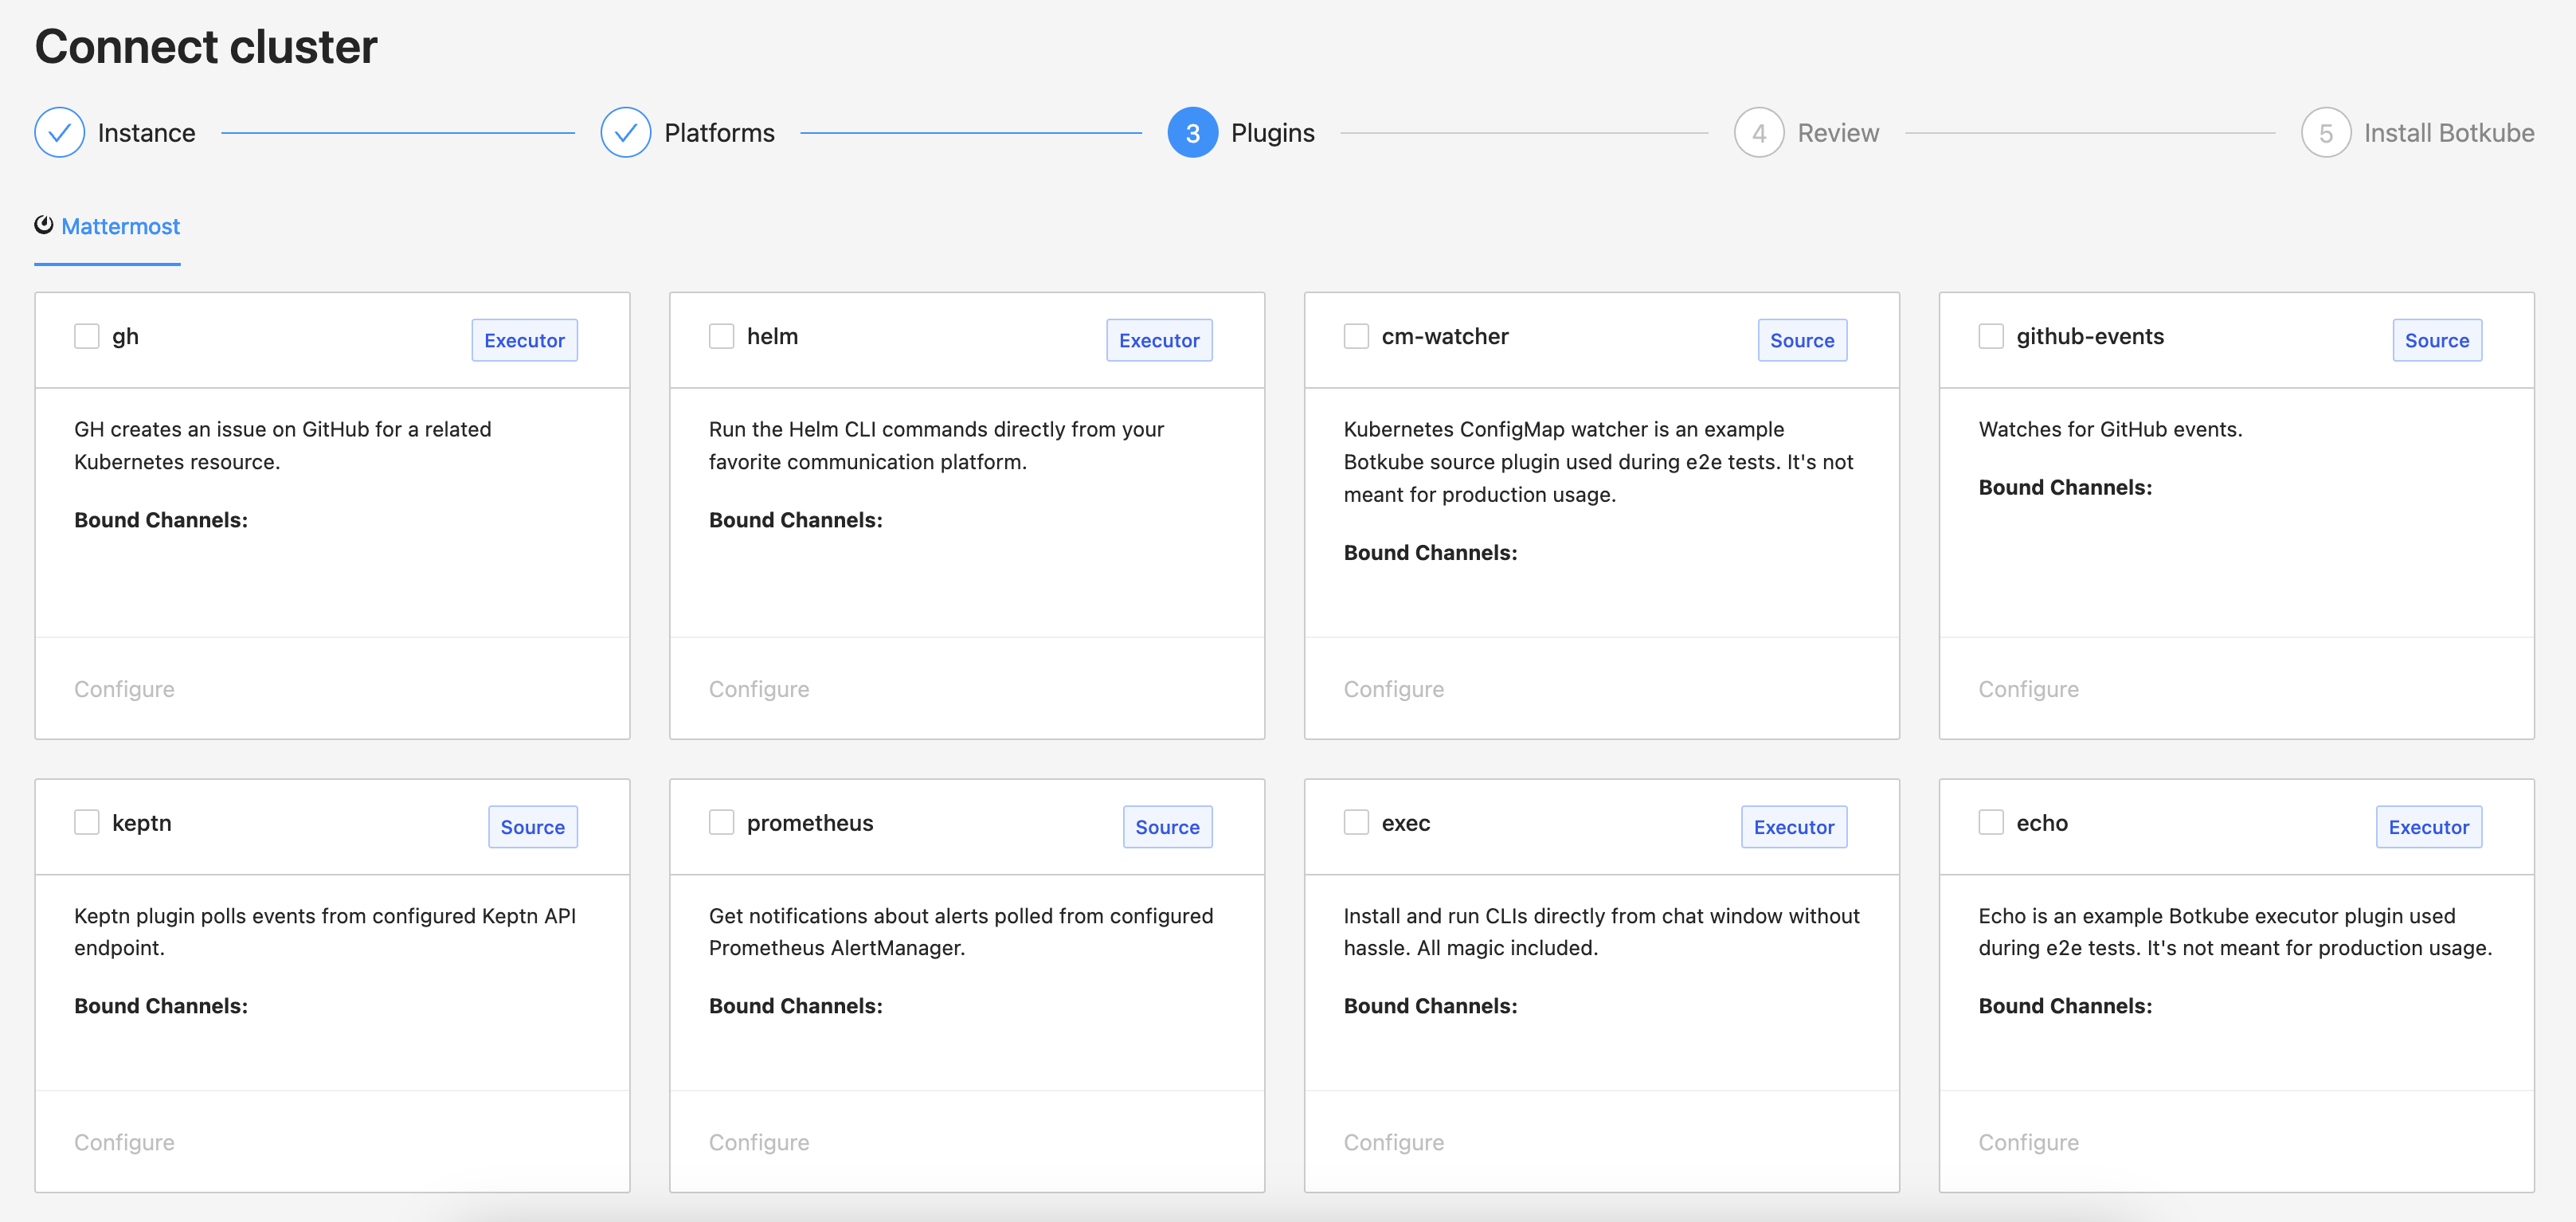 Connect cluster
Instance
Platforms
3 Plugins
4 Review
5 Install Botkube
Mattermost
gh
Executor
GH creates an issue on GitHub for a related
Kubernetes resource.
Bound Channels:
Configure
helm
Executor
Run the Helm CLI commands directly from your
favorite communication platform.
Bound Channels:
Configure
cm-watcher
Source
Kubernetes ConfigMap watcher is an example
Botkube source plugin used during e2e tests. It's not
meant for production usage.
Bound Channels:
Configure
github-events
Source
Watches for GitHub events.
Bound Channels:
Configure
keptn
Source
Keptn plugin polls events from configured Keptn API
endpoint.
Bound Channels:
Configure
prometheus
Source
Get notifications about alerts polled from configured
Prometheus AlertManager.
Bound Channels:
Configure
exec
Executor
Install and run CLIs directly from chat window without
hassle. All magic included.
Bound Channels:
Configure
echo
Executor
Echo is an example Botkube executor plugin used
during e2e tests. It's not meant for production usage.
Bound Channels:
Configure